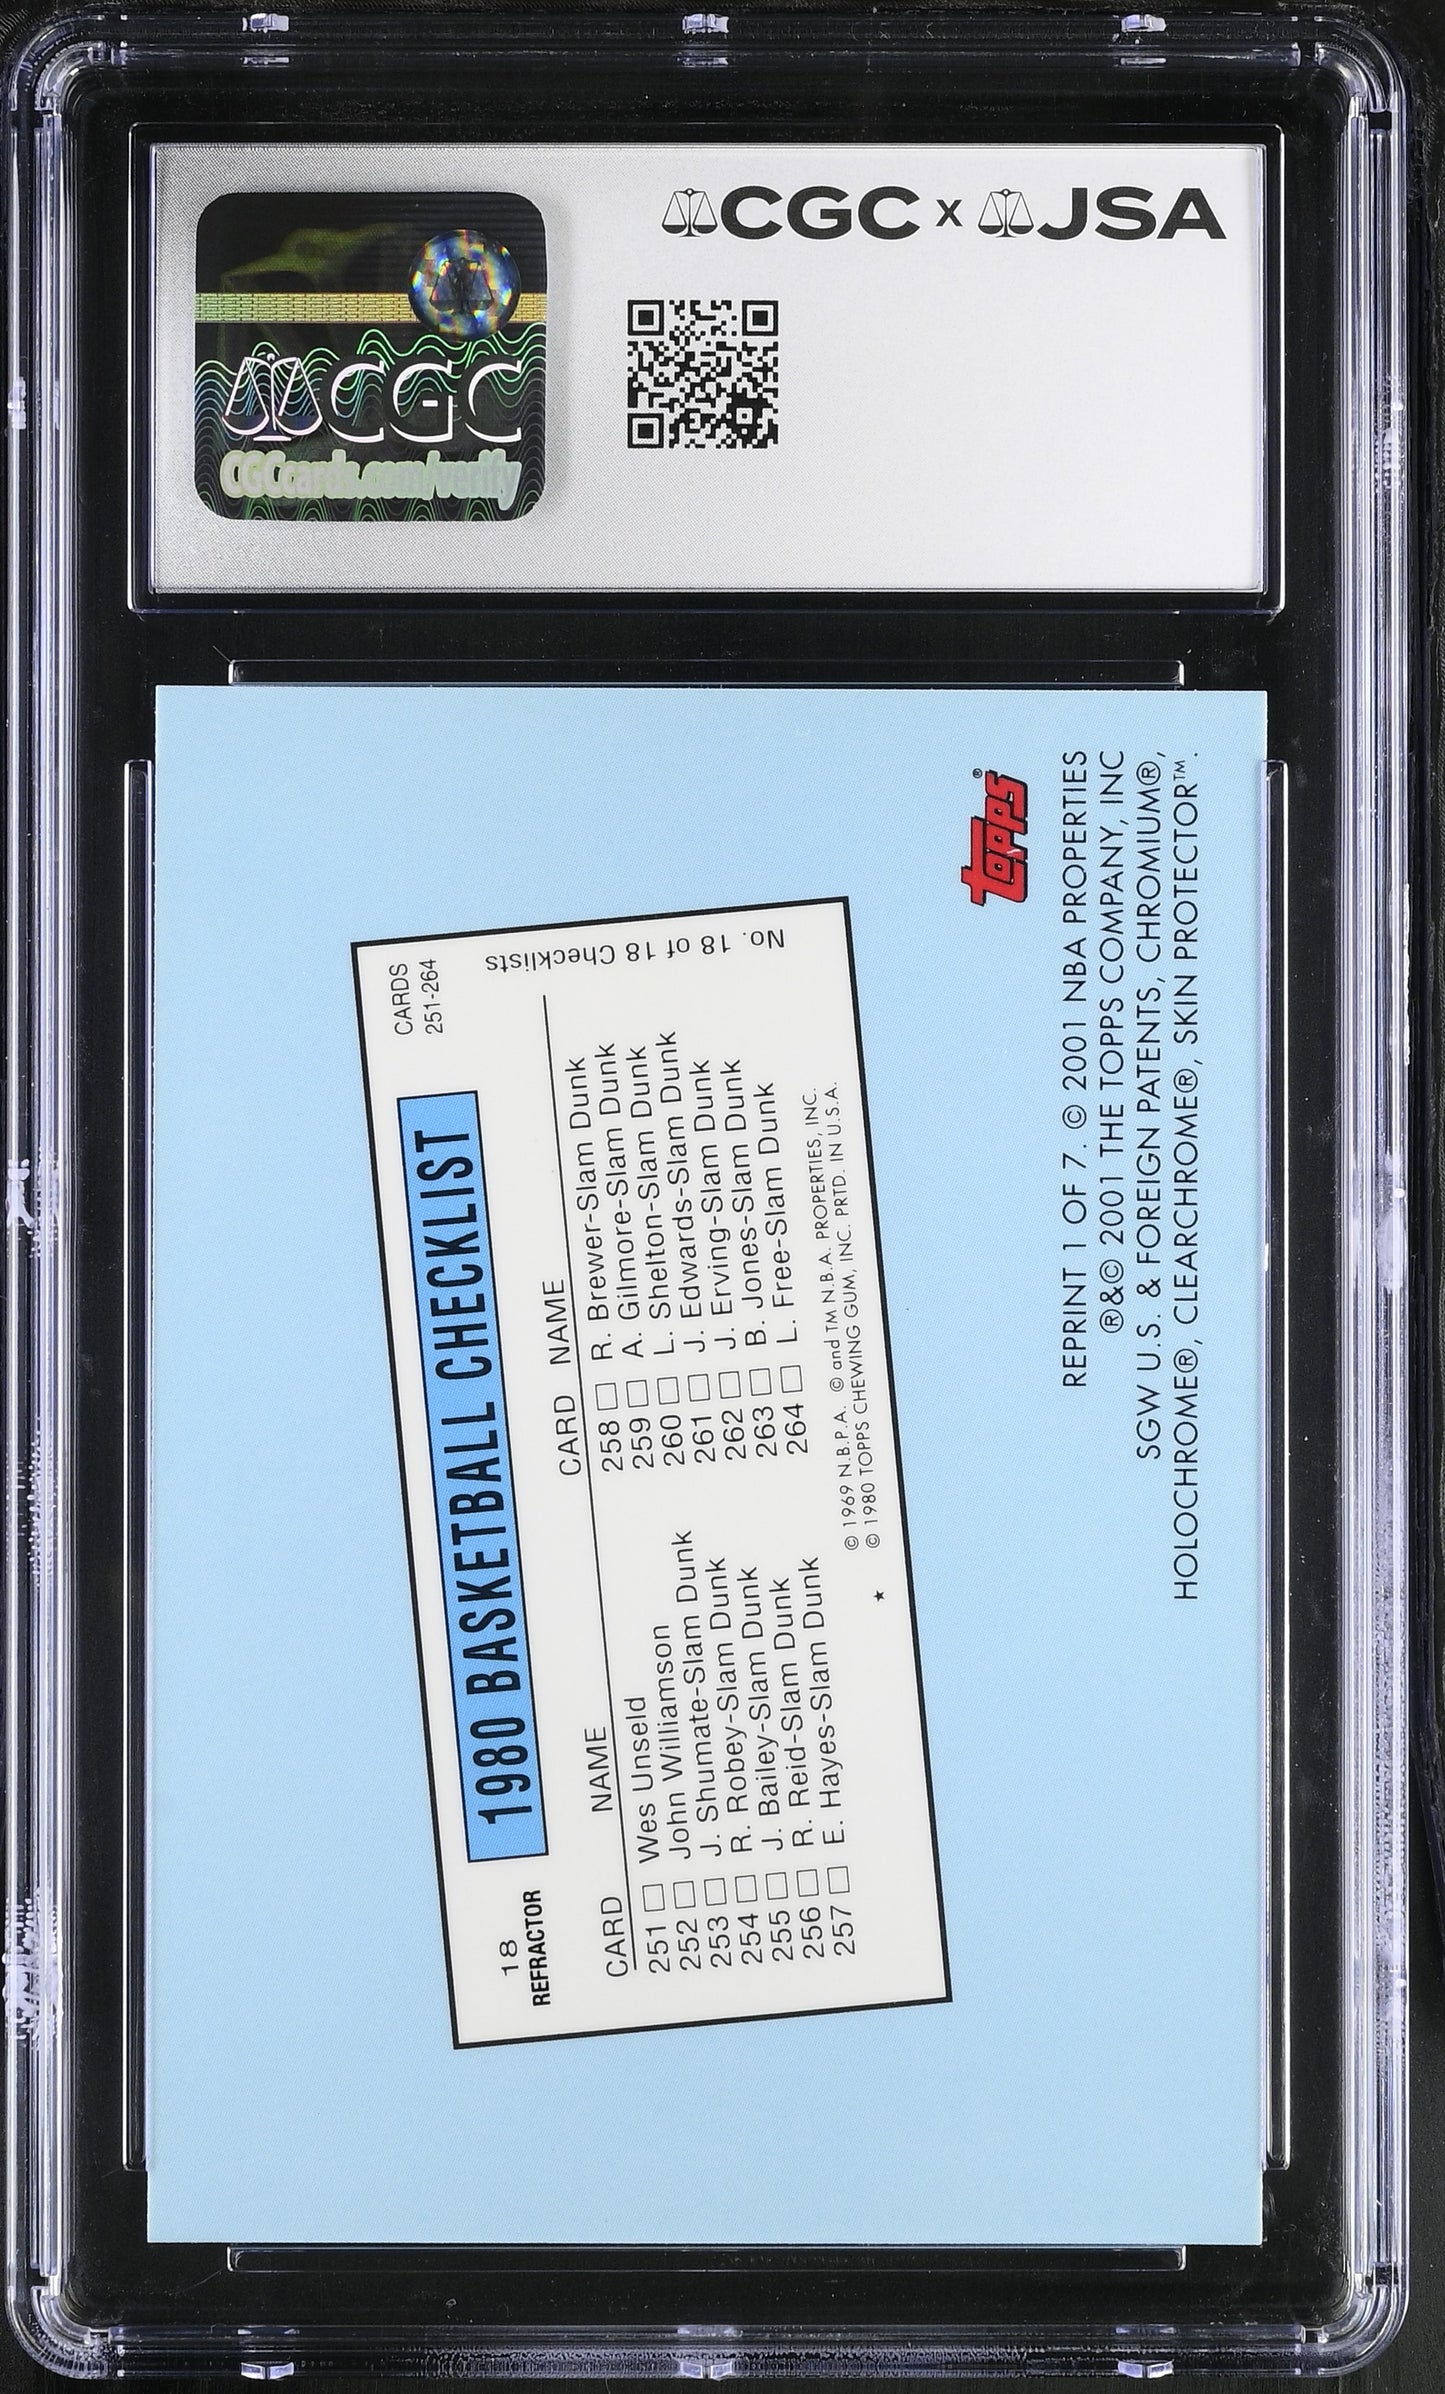 CGC x JSA
CGC
CGCcards.com/verify
Topps®
REPRINT 1 OF 7. © 2001 NBA PROPERTIES
®&© 2001 THE TOPPS COMPANY, INC
SGW U.S. & FOREIGN PATENTS, CHROMIUM®,
HOLOCHROME®, CLEARCHROME®, SKIN PROTECTOR™.
18
REFRACTOR
1980 BASKETBALL CHECKLIST
CARDS
251-264
No. 18 of 18 Checklists
CARD NAME
251 Wes Unseld
252 John Williamson
253 J. Shumate-Slam Dunk
254 R. Robey-Slam Dunk
255 J. Bailey-Slam Dunk
256 R. Reid-Slam Dunk
257 E. Hayes-Slam Dunk
CARD NAME
258 R. Brewer-Slam Dunk
259 A. Gilmore-Slam Dunk
260 L. Shelton-Slam Dunk
261 J. Edwards-Slam Dunk
262 J. Erving-Slam Dunk
263 B. Jones-Slam Dunk
264 L. Free-Slam Dunk
© 1969 N.B.P.A. © and TM N.B.A. PROPERTIES, INC.
© 1980 TOPPS CHEWING GUM, INC. PRTD. IN U.S.A.